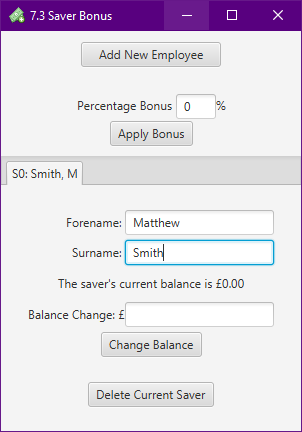 7.3 Saver Bonus
Add New Employee
Percentage Bonus 0 %
Apply Bonus
S0: Smith, M
Forename: Matthew
Surname: Smith
The saver's current balance is £0.00
Balance Change: £
Change Balance
Delete Current Saver